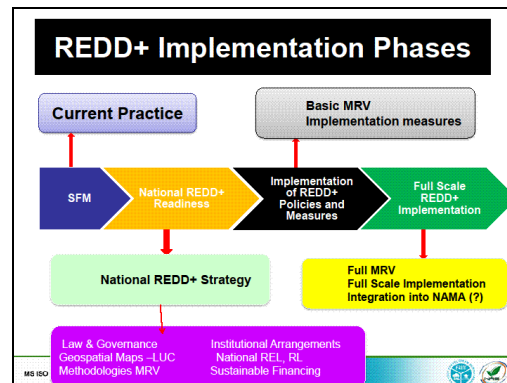 REDD+ Implementation Phases
Current Practice
Basic MRV
Implementation measures
SFM
National REDD+
Readiness
Implementation
of REDD+
Policies and
Measures
Full Scale
REDD+
Implementation
National REDD+ Strategy
Full MRV
Full Scale Implementation
Integration into NAMA (?)
Law & Governance
Geospatial Maps –LUC
Methodologies MRV
Institutional Arrangements
National REL, RL
Sustainable Financing
MS ISO